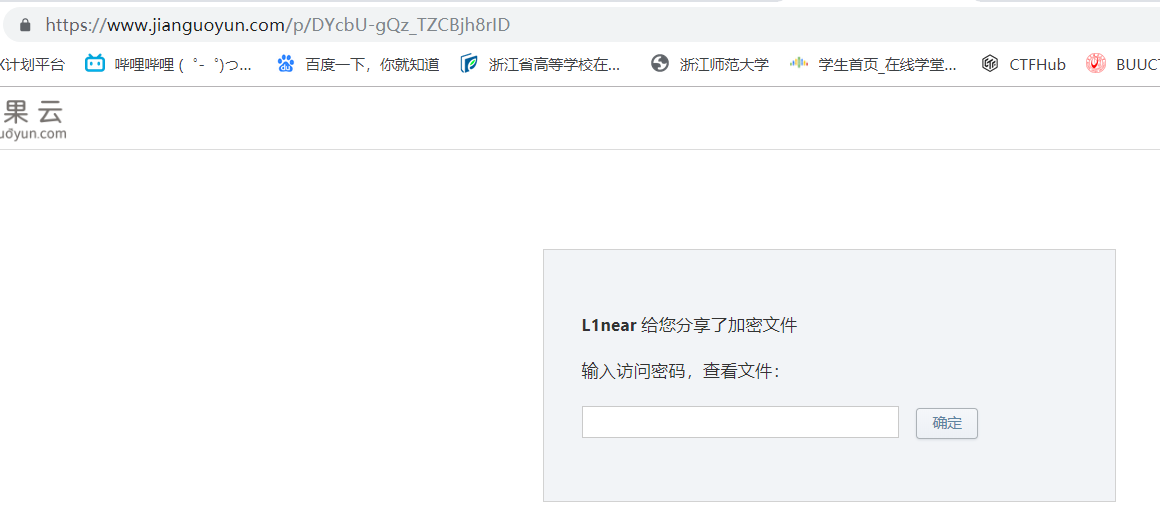 https://www.jianguoyun.com/p/DYcbU-gQz_TZCBjh8rID
X计划平台 哔哩哔哩 (゜-゜)つ... 百度一下，你就知道 浙江省高等学校在... 浙江师范大学 学生首页_在线学堂... CTFHub BUUCT
果云
uoyun.com
L1near 给您分享了加密文件
输入访问密码，查看文件：
确定